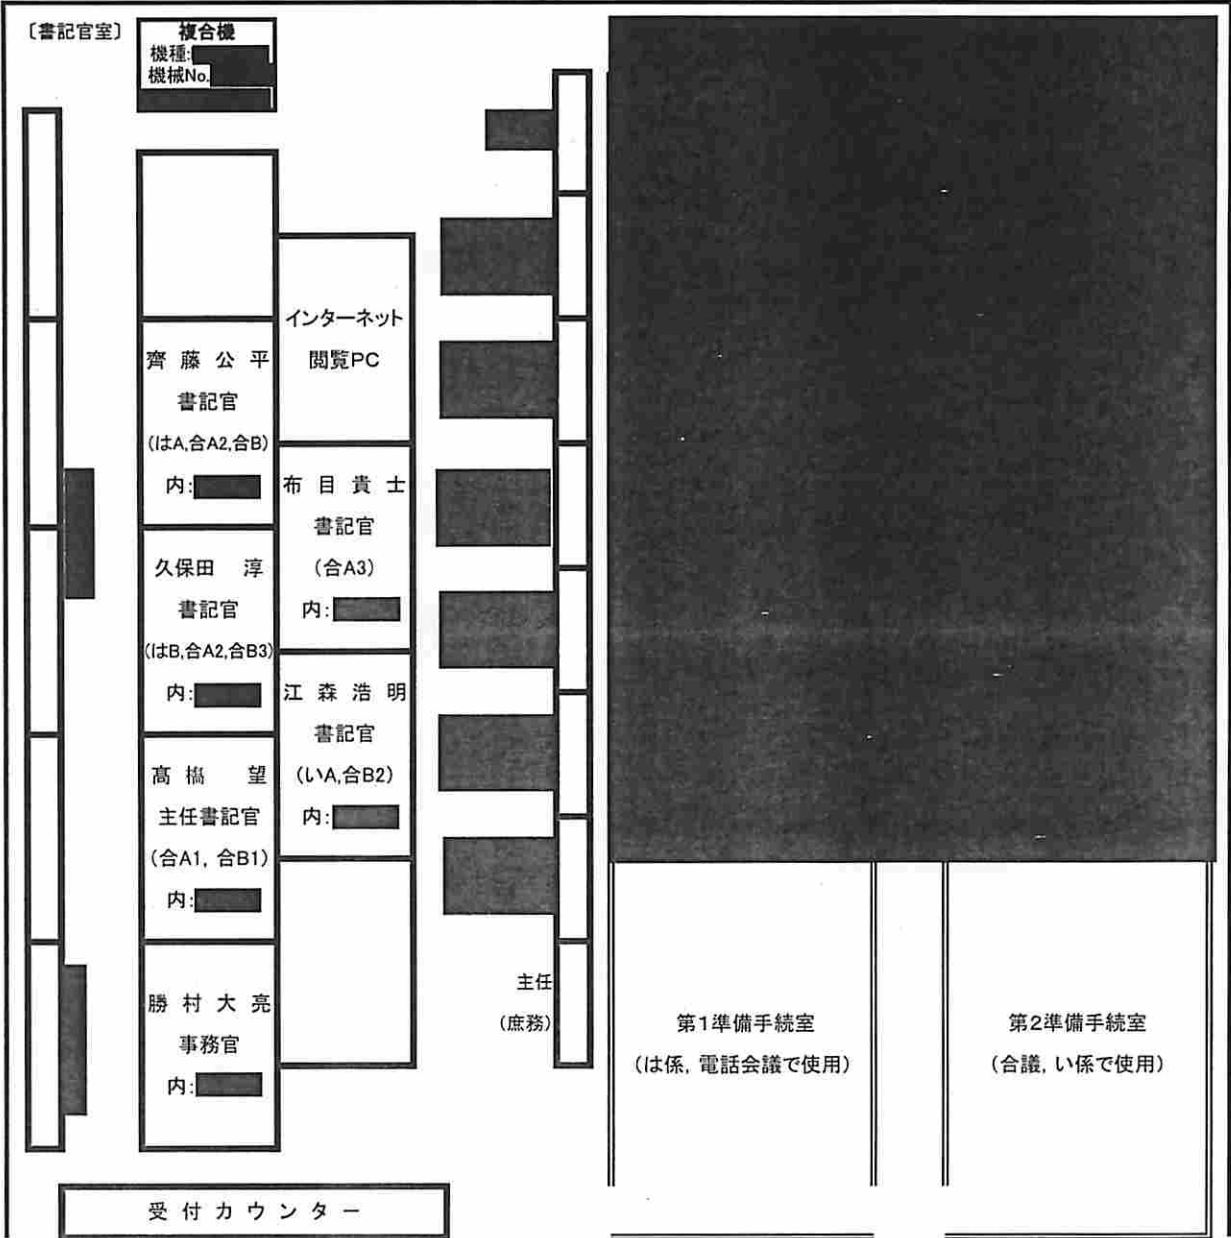 〔書記官室〕
複合機
機種:
機械No.
インターネット
閲覧PC
齊藤公平
書記官
(はA,合A2,合B)
内:
布目貴士
書記官
(合A3)
内:
久保田 淳
書記官
(はB,合A2,合B3)
内:
江森浩明
書記官
(いA,合B2)
内:
髙槗 望
主任書記官
(合A1, 合B1)
内:
勝村大亮
事務官
内:
主任
(庶務)
第1準備手続室
(は係, 電話会議で使用)
第2準備手続室
(合議, い係で使用)
受付カウンター